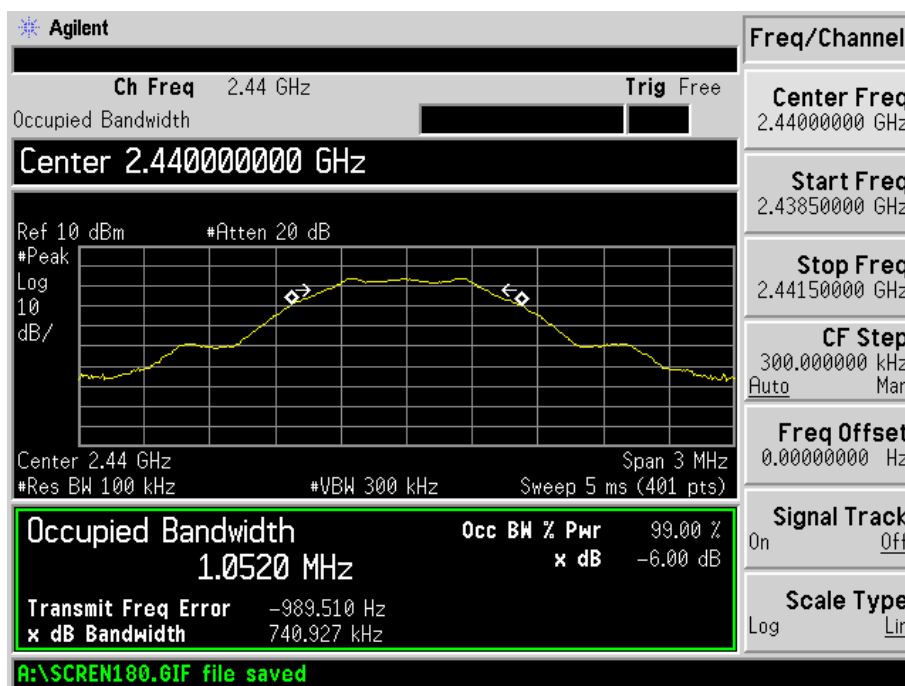 Agilent
Freq/Channel
Ch Freq 2.44 GHz Trig Free
Occupied Bandwidth
Center 2.440000000 GHz
Ref 10 dBm #Atten 20 dB
#Peak
Log
10
dB/
Center 2.44 GHz Span 3 MHz
#Res BW 100 kHz #VBW 300 kHz Sweep 5 ms (401 pts)
Occupied Bandwidth
1.0520 MHz
Occ BW % Pwr 99.00 %
x dB -6.00 dB
Transmit Freq Error -989.510 Hz
x dB Bandwidth 740.927 kHz
A:\SCREN180.GIF file saved
Center Freq
2.44000000 GHz
Start Freq
2.43850000 GHz
Stop Freq
2.44150000 GHz
CF Step
300.000000 kHz
Auto Man
Freq Offset
0.00000000 Hz
Signal Track
On Off
Scale Type
Log Lin